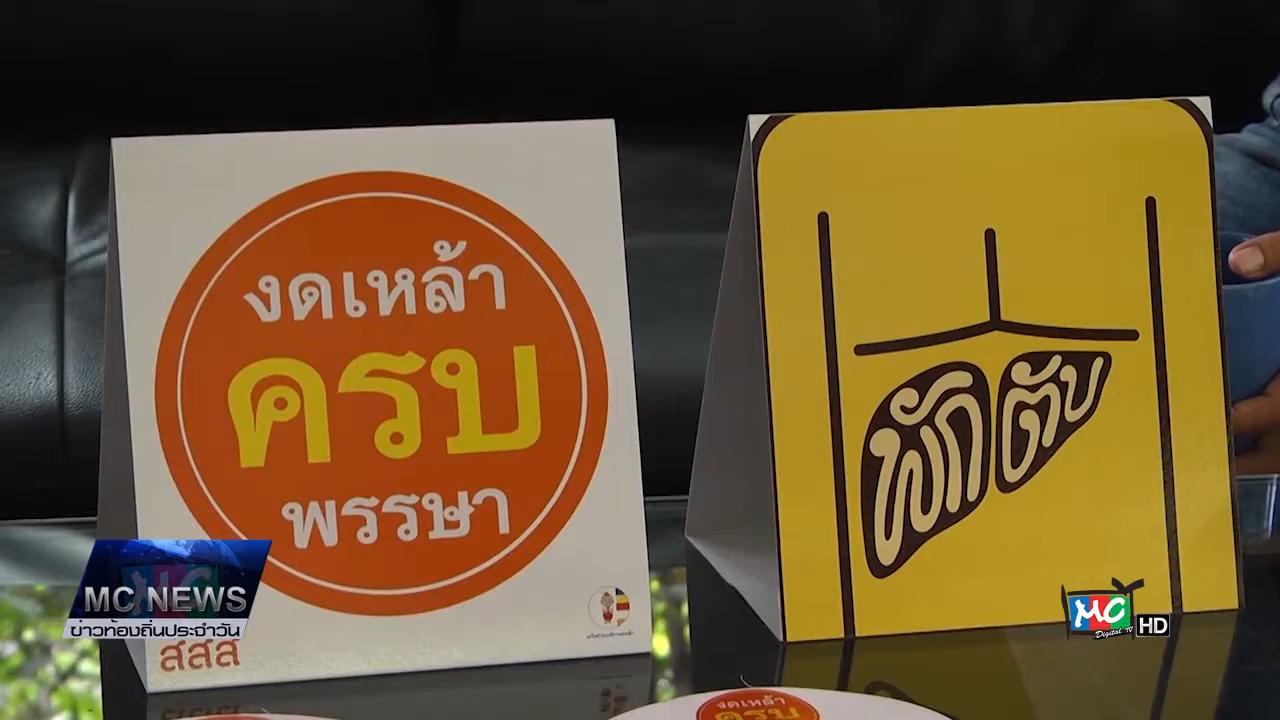 งดเหล้า
ครบ
พรรษา
พัก ตับ
MC NEWS
ข่าวท้องถิ่นประจำวัน
สสส
MC
Digital TV HD
งดเหล้า
ครบ